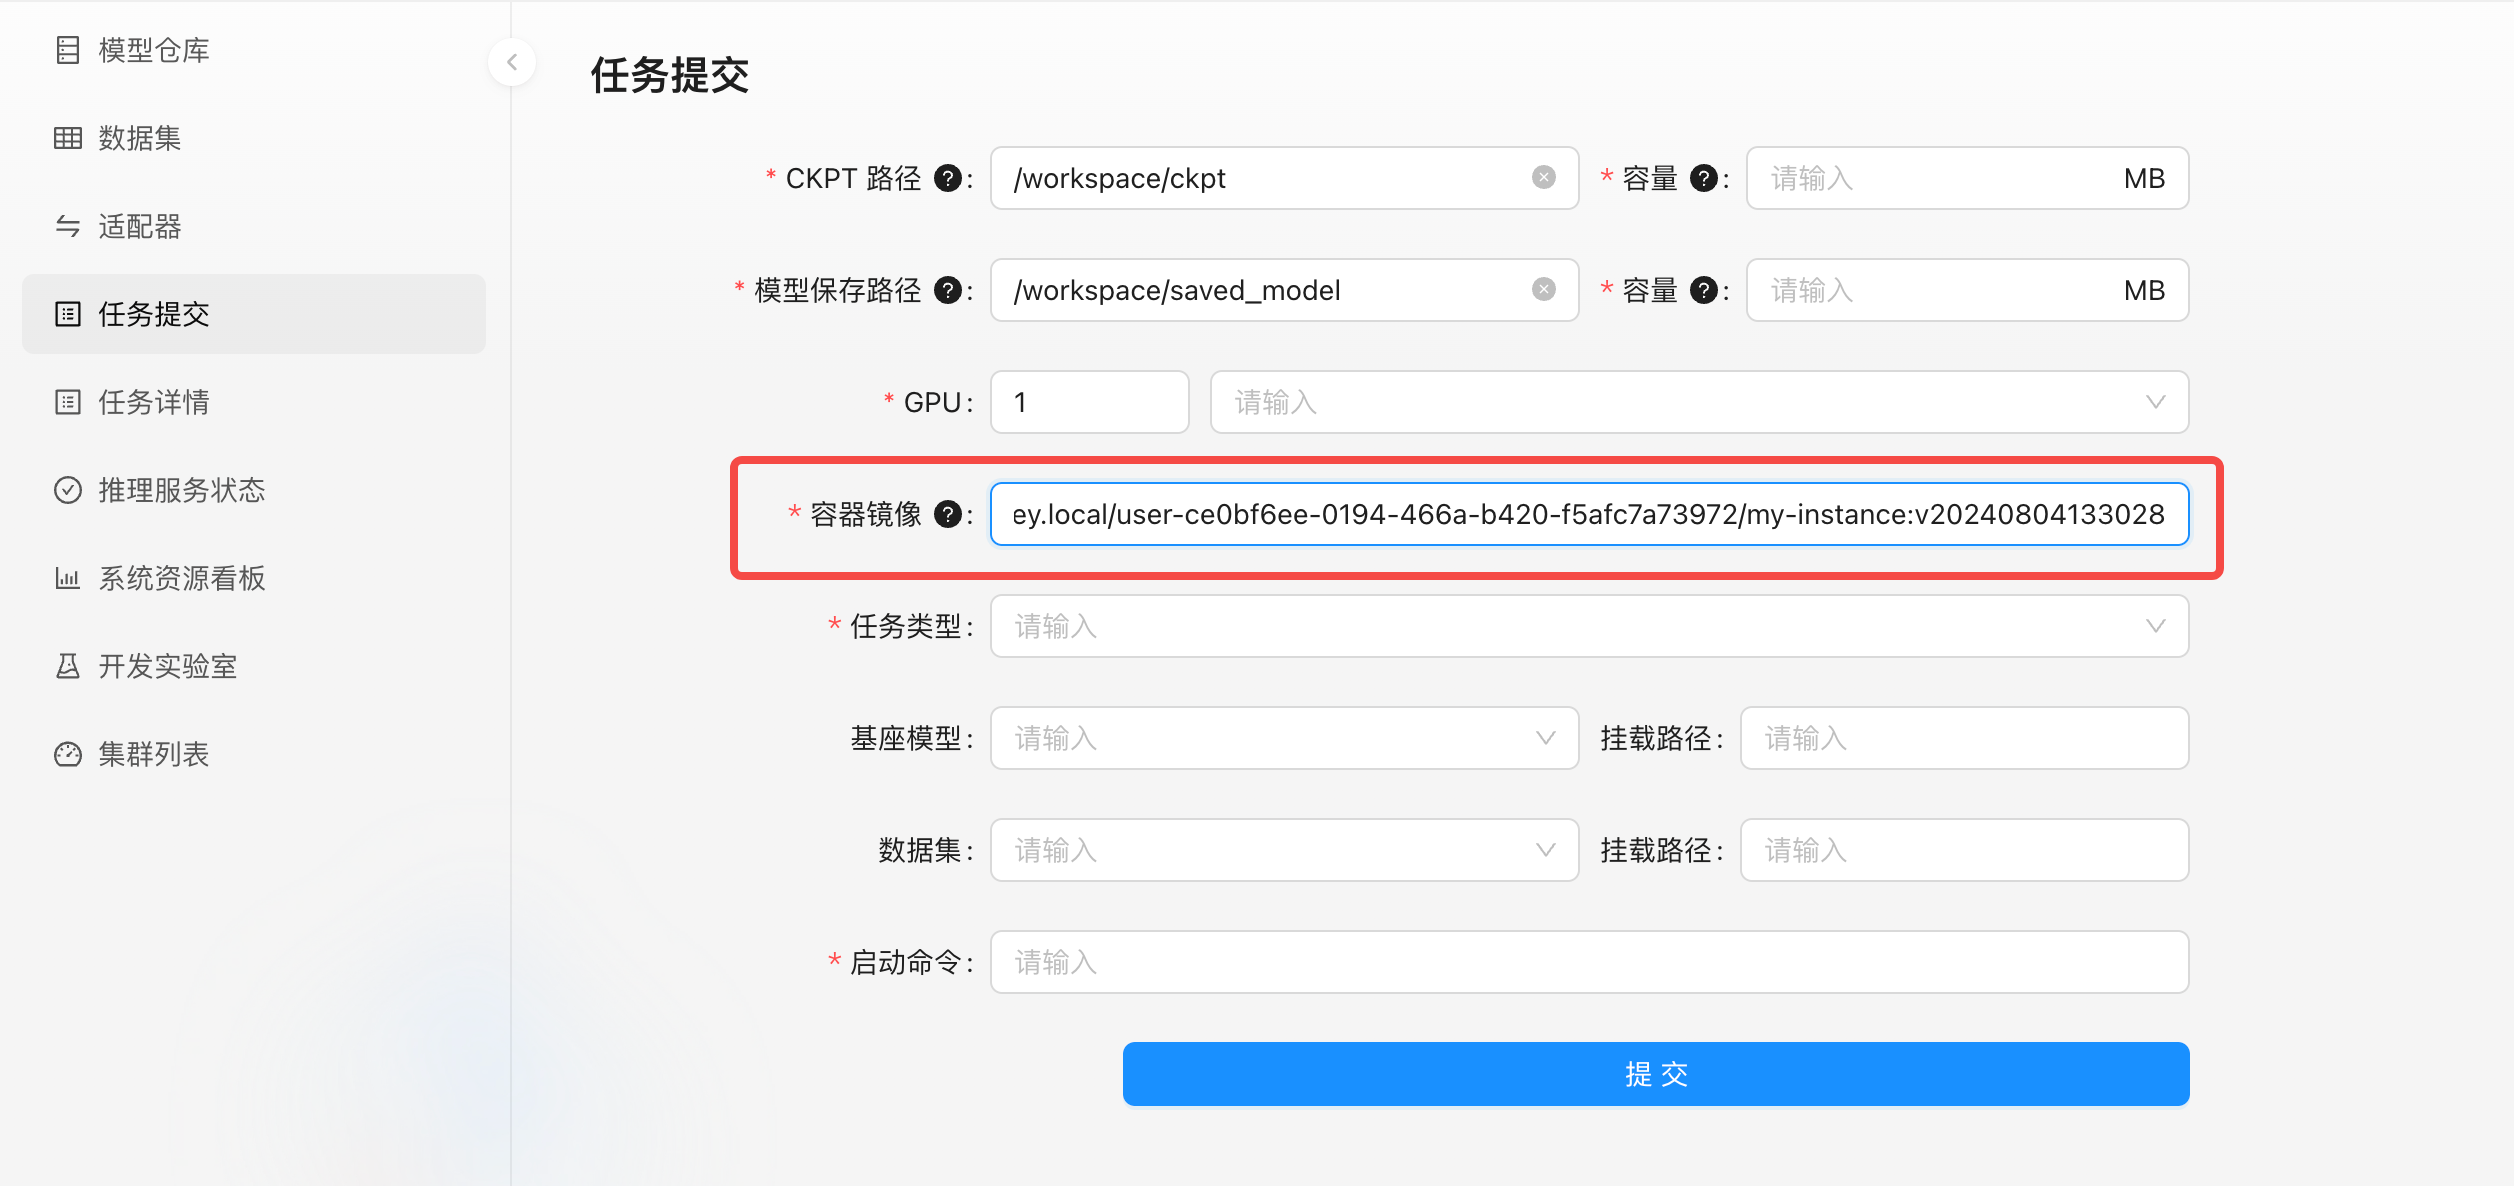 模型仓库
数据集
适配器
任务提交
任务详情
推理服务状态
系统资源看板
开发实验室
集群列表
任务提交
* CKPT 路径 ? : /workspace/ckpt * 容量 ? : 请输入 MB
* 模型保存路径 ? : /workspace/saved_model * 容量 ? : 请输入 MB
* GPU : 1 请输入
* 容器镜像 ? : ey.local/user-ce0bf6ee-0194-466a-b420-f5afc7a73972/my-instance:v20240804133028
* 任务类型 : 请输入
基座模型 : 请输入 挂载路径 : 请输入
数据集 : 请输入 挂载路径 : 请输入
* 启动命令 : 请输入
提 交